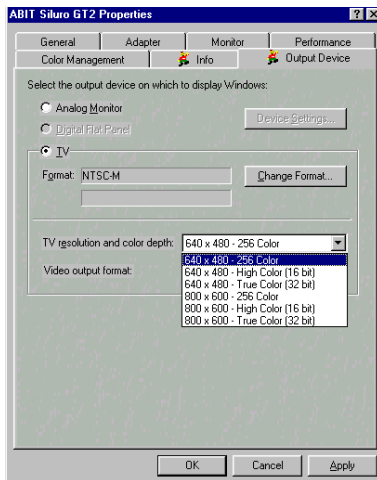 ABIT Siluro GT2 Properties
General
Adapter
Monitor
Performance
Color Management
Info
Output Device
Select the output device on which to display Windows:
Analog Monitor
Digital Flat Panel
Device Settings...
TV
Format: NTSC-M
Change Format...
TV resolution and color depth: 640 x 480 - 256 Color
640 x 480 - 256 Color
640 x 480 - High Color (16 bit)
640 x 480 - True Color (32 bit)
800 x 600 - 256 Color
800 x 600 - High Color (16 bit)
800 x 600 - True Color (32 bit)
Video output format:
OK
Cancel
Apply